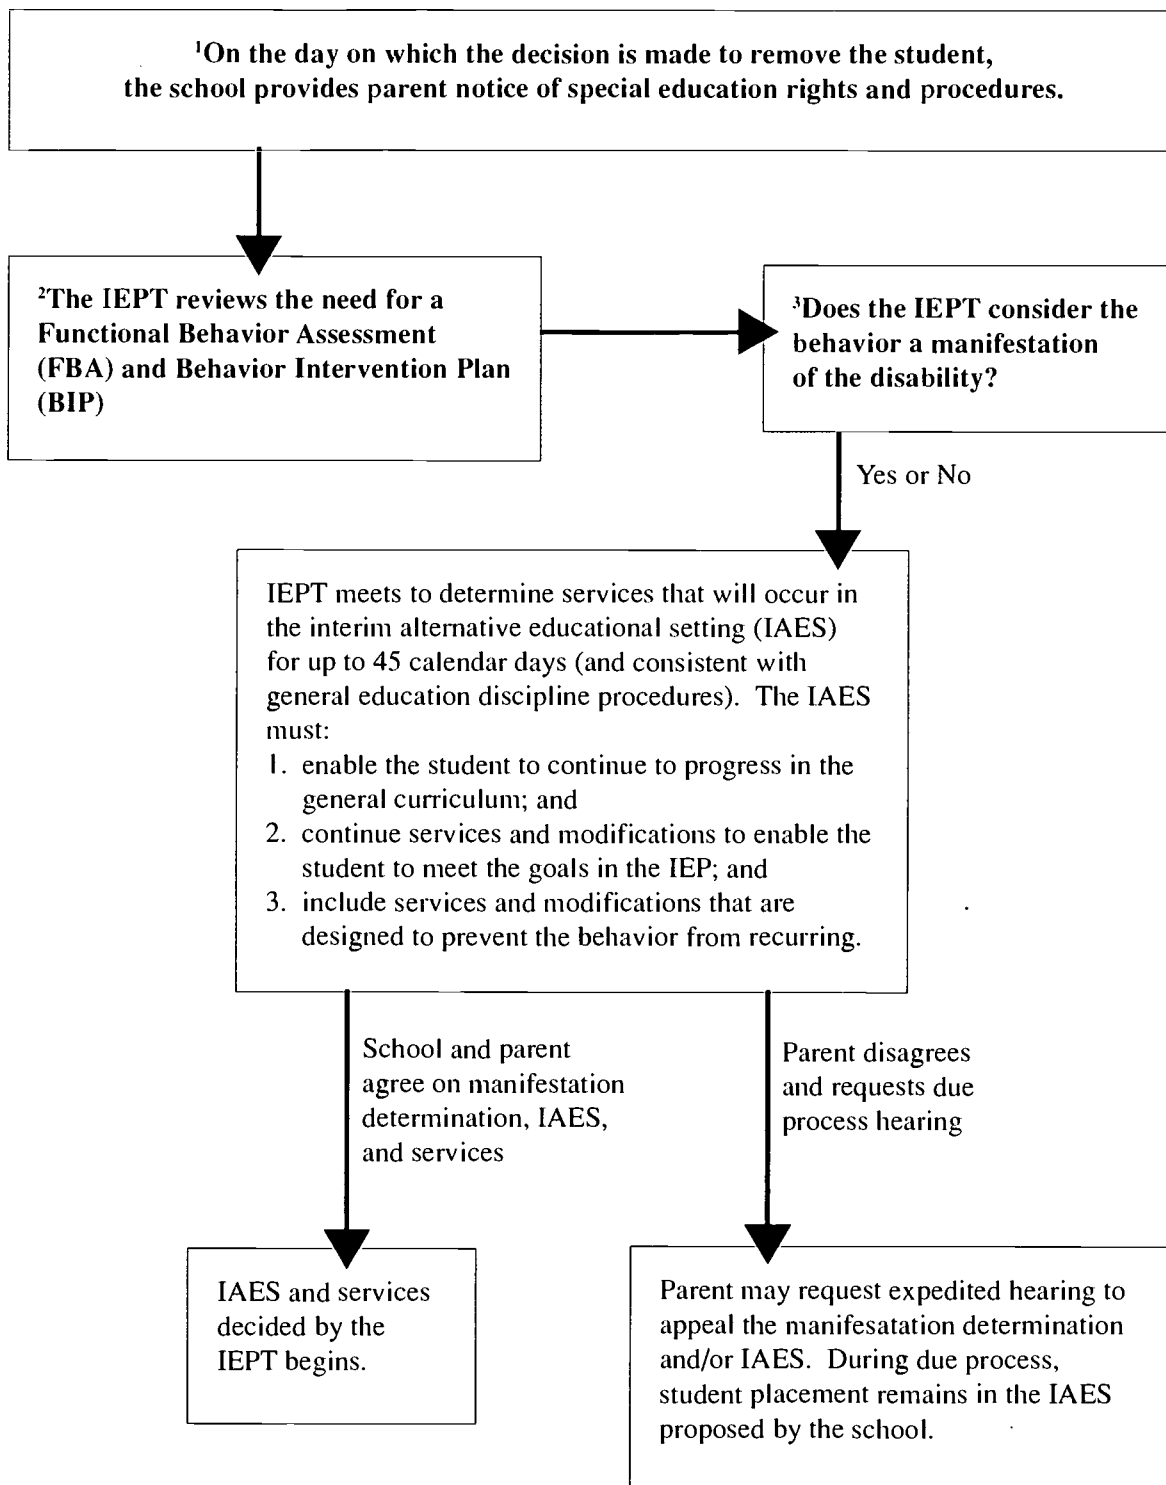 ¹On the day on which the decision is made to remove the student,
the school provides parent notice of special education rights and procedures.
²The IEPT reviews the need for a
Functional Behavior Assessment
(FBA) and Behavior Intervention Plan
(BIP)
³Does the IEPT consider the
behavior a manifestation
of the disability?
Yes or No
IEPT meets to determine services that will occur in
the interim alternative educational setting (IAES)
for up to 45 calendar days (and consistent with
general education discipline procedures).  The IAES
must:
1. enable the student to continue to progress in the
general curriculum; and
2. continue services and modifications to enable the
student to meet the goals in the IEP; and
3. include services and modifications that are
designed to prevent the behavior from recurring.
School and parent
agree on manifestation
determination, IAES,
and services
Parent disagrees
and requests due
process hearing
IAES and services
decided by the
IEPT begins.
Parent may request expedited hearing to
appeal the manifesatation determination
and/or IAES.  During due process,
student placement remains in the IAES
proposed by the school.